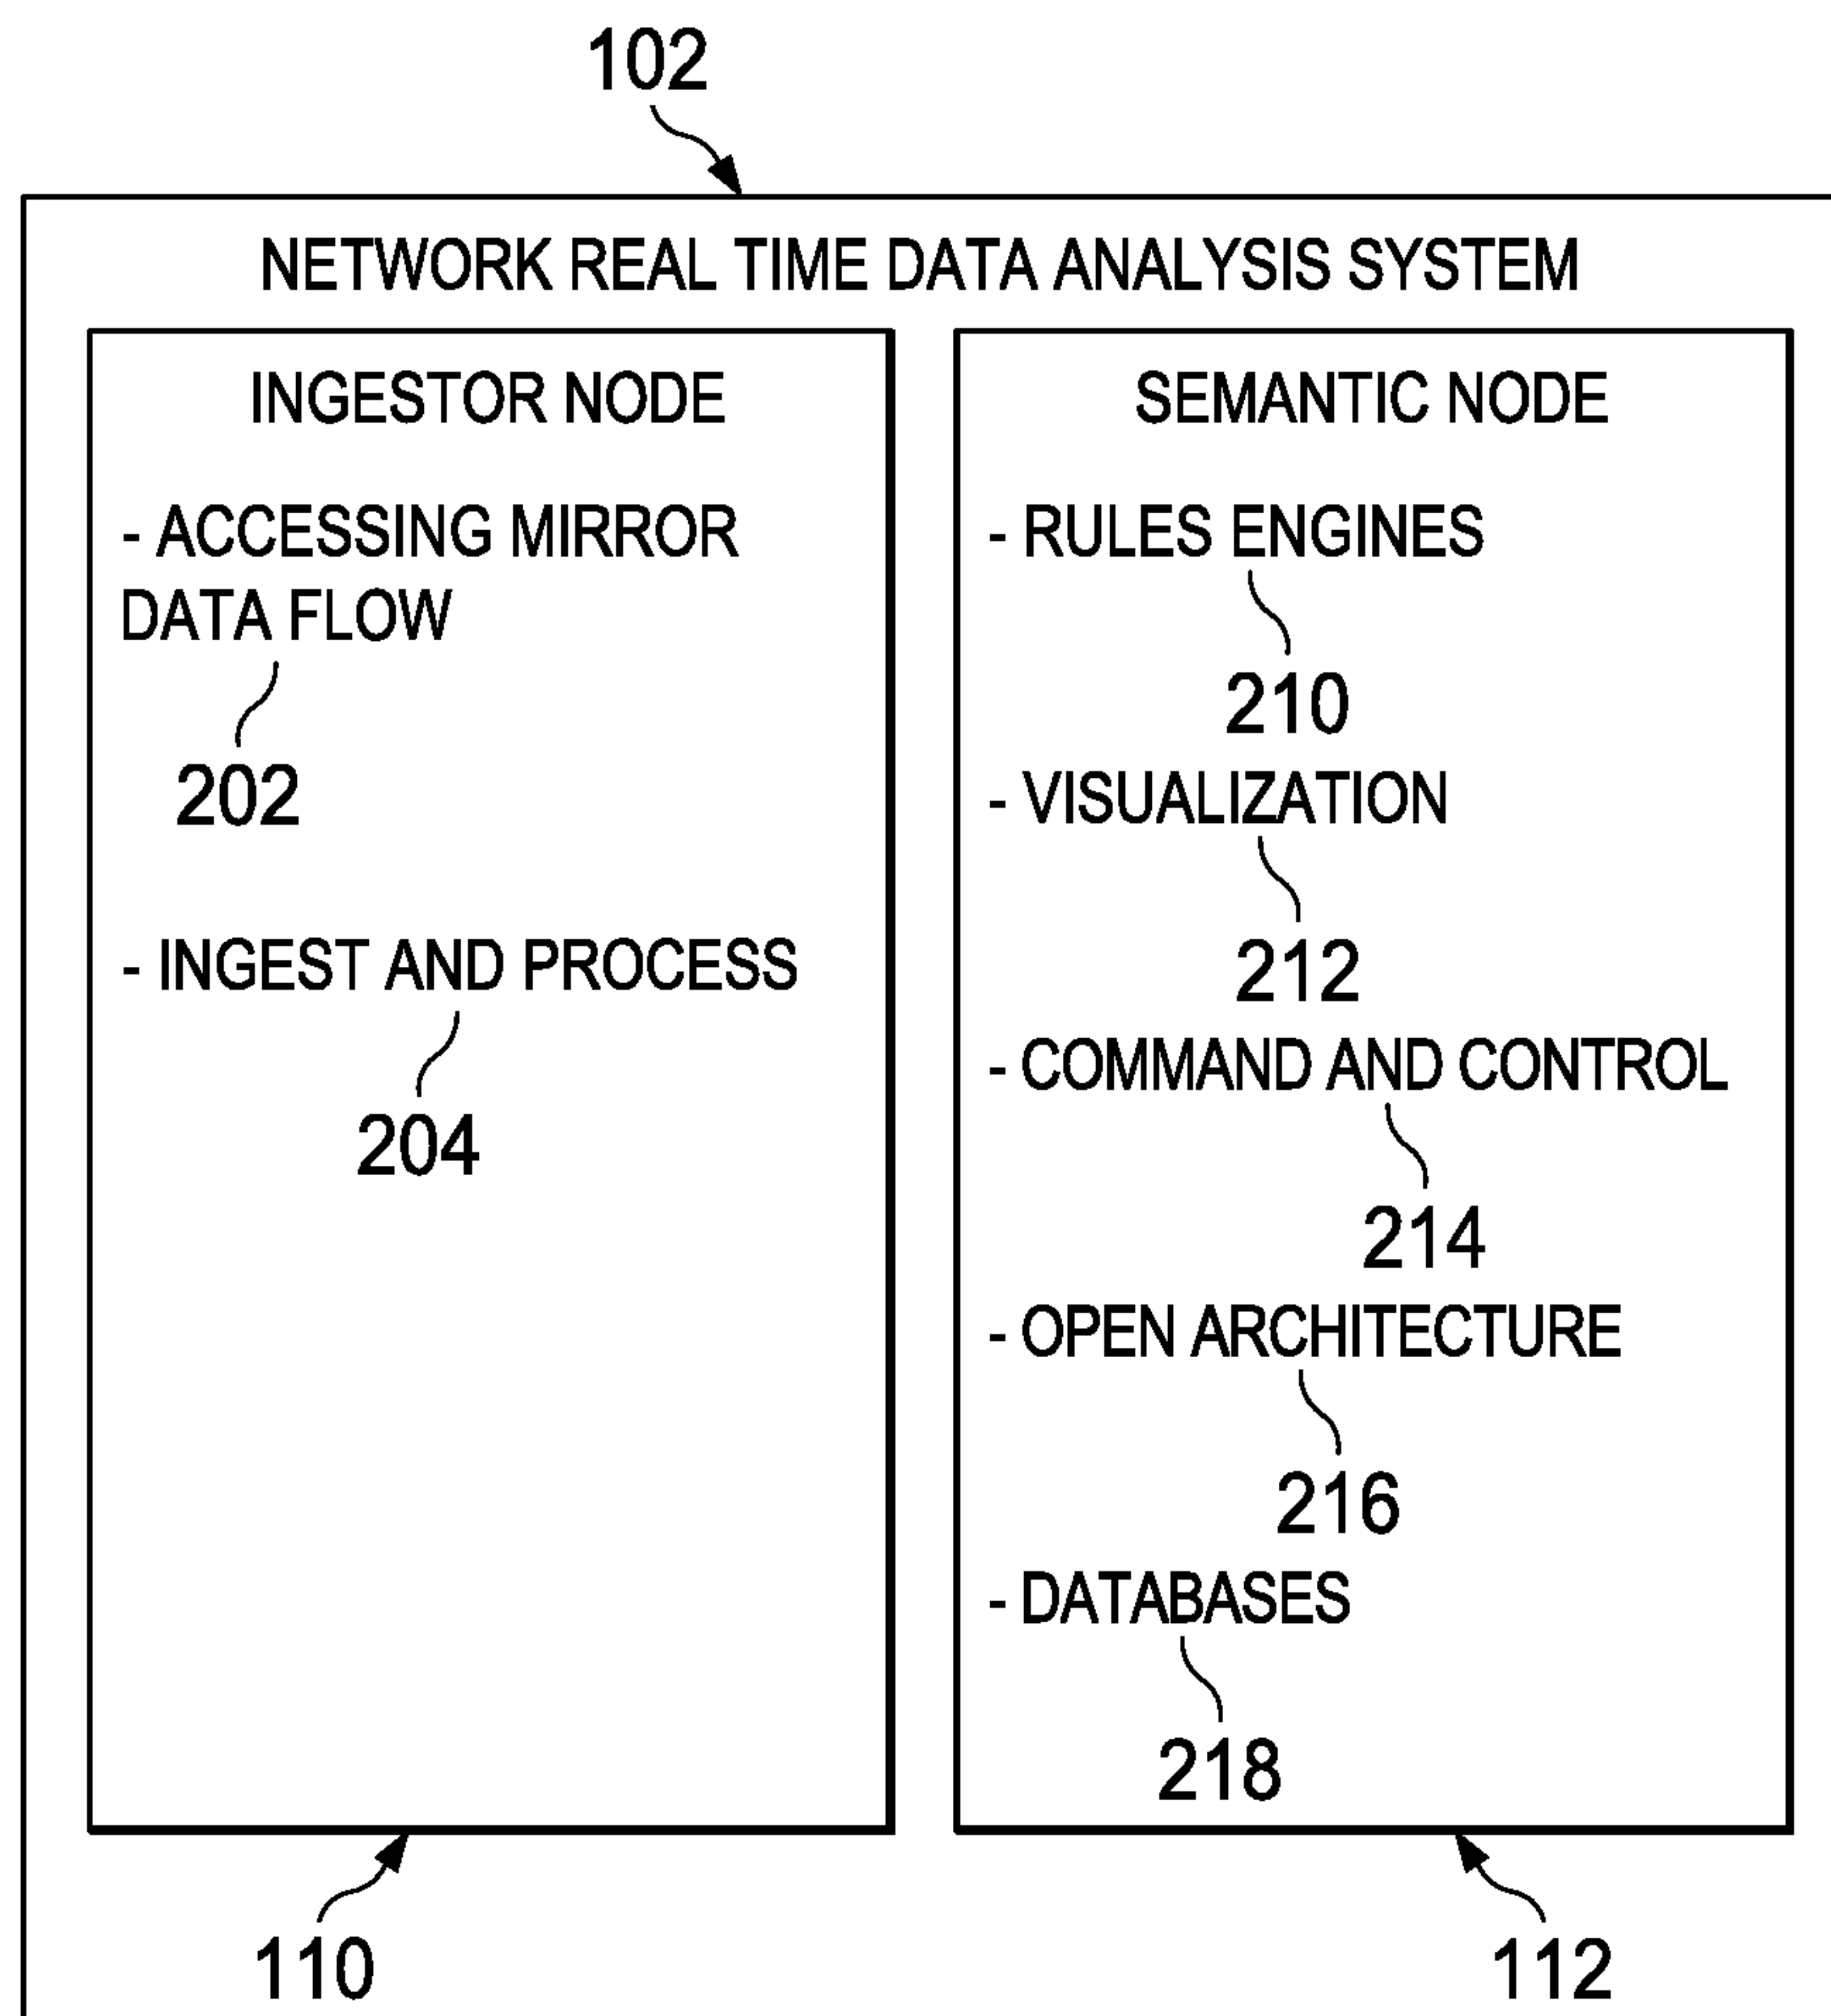 102
NETWORK REAL TIME DATA ANALYSIS SYSTEM
INGESTOR NODE
- ACCESSING MIRROR
DATA FLOW
202
- INGEST AND PROCESS
204
110
SEMANTIC NODE
- RULES ENGINES
210
- VISUALIZATION
212
- COMMAND AND CONTROL
214
- OPEN ARCHITECTURE
216
- DATABASES
218
112